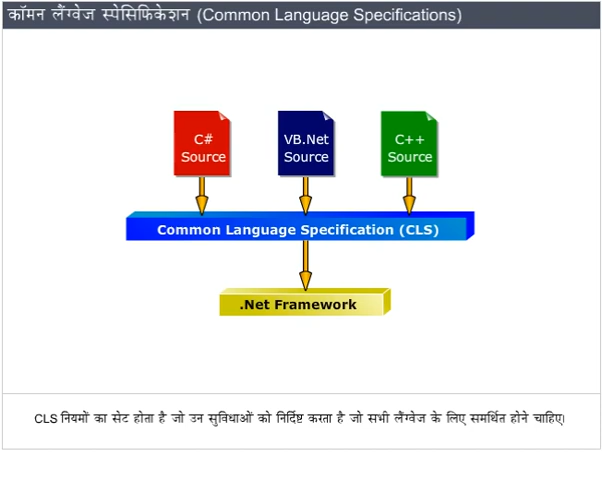 कॉमन लैंग्वेज स्पेसिफिकेशन (Common Language Specifications)
C#
Source
VB.Net
Source
C++
Source
Common Language Specification (CLS)
.Net Framework
CLS नियमों का सेट होता है जो उन सुविधाओं को निर्दिष्ट करता है जो सभी लैंग्वेज के लिए समर्थित होने चाहिए।